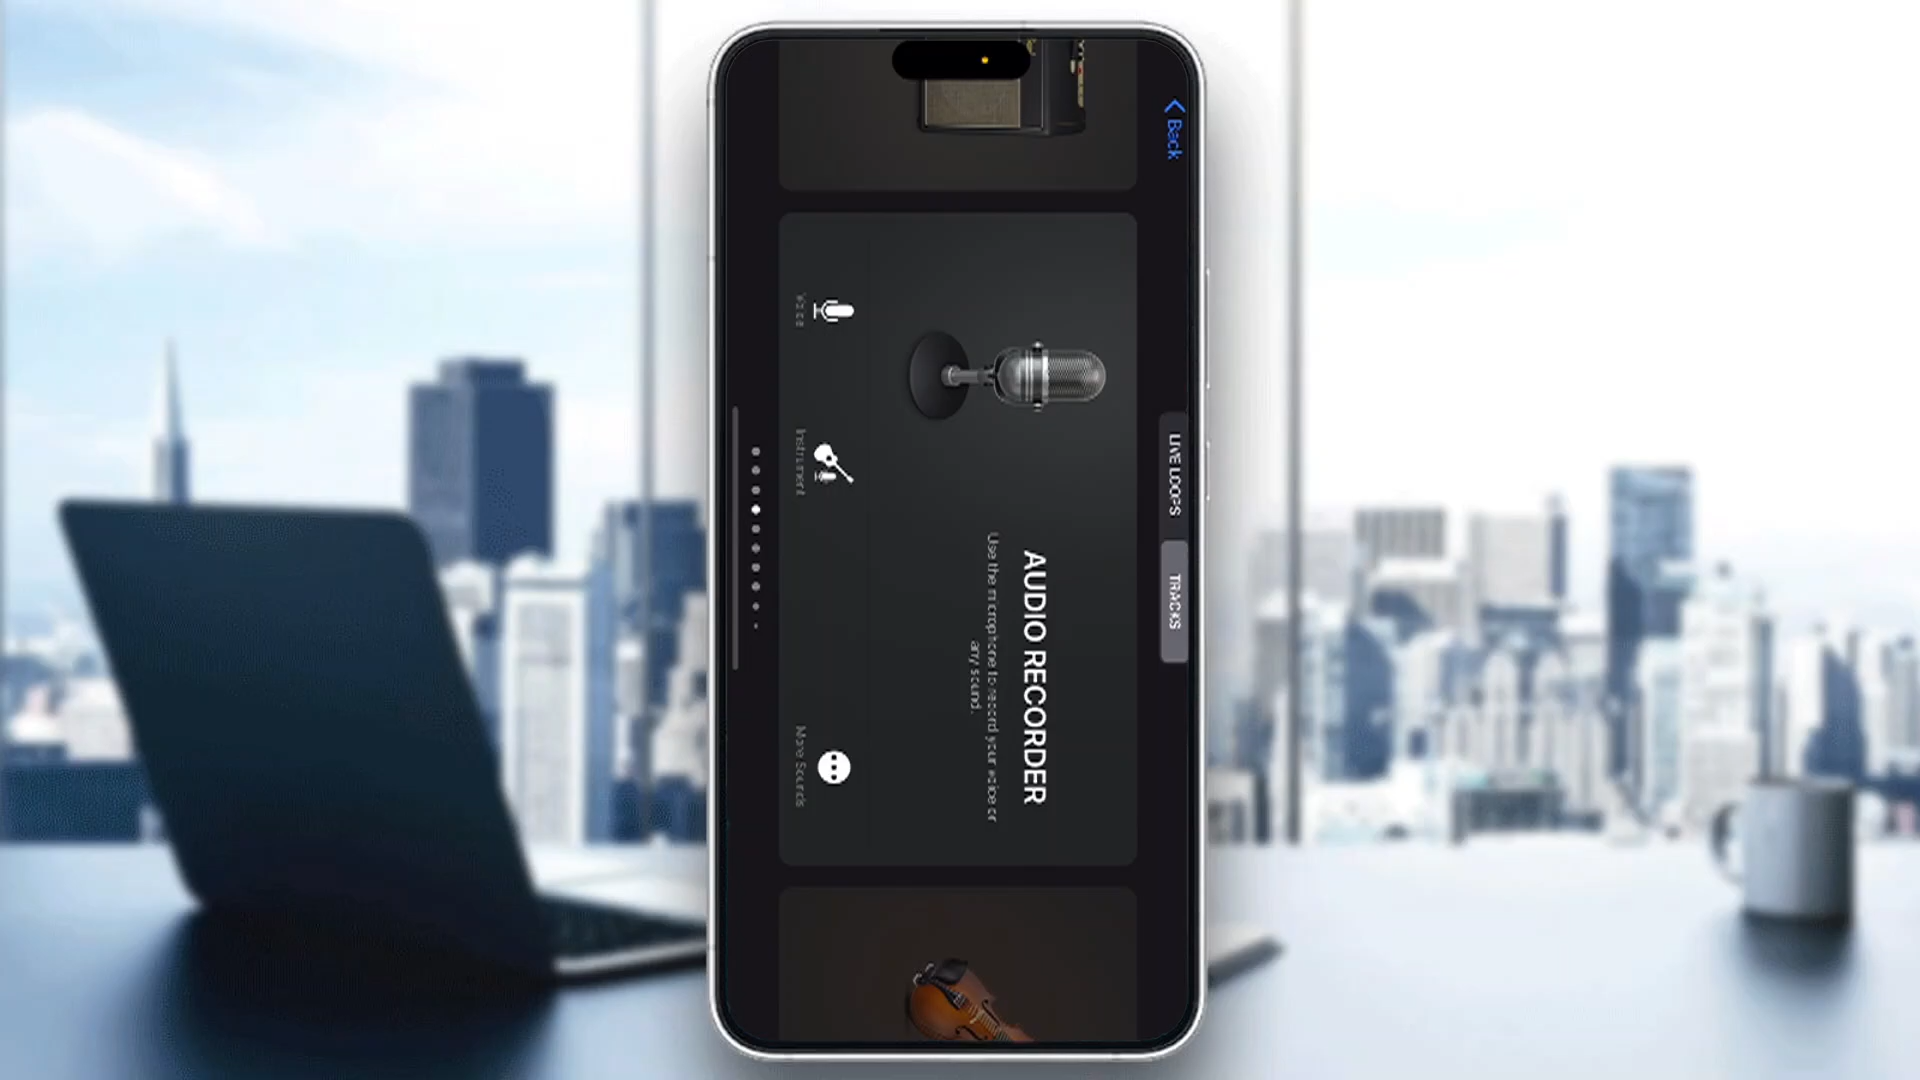 Back
LIVE LOOPS
TRACKS
AUDIO RECORDER
Use the microphone to record your voice or
any sound.
Voice
Instrument
More Sounds